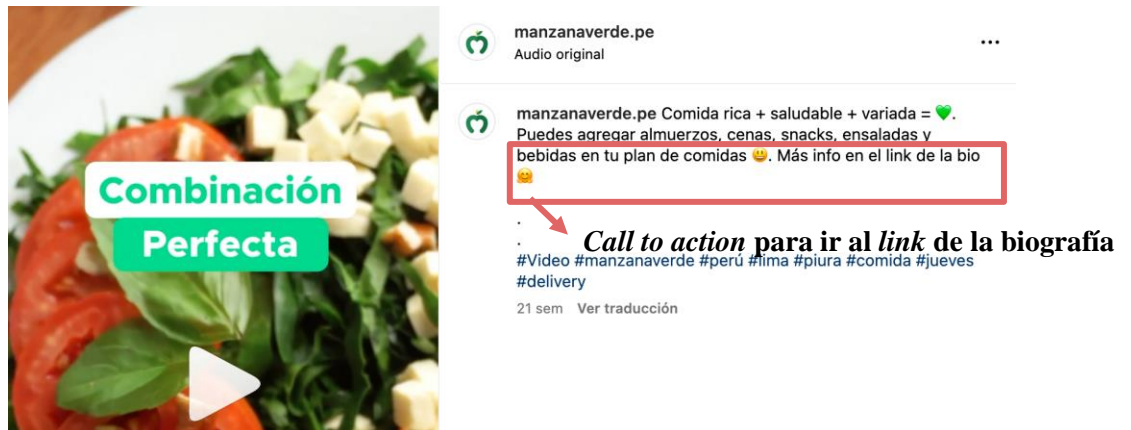 Combinación
Perfecta
manzanaverde.pe
Audio original
...
manzanaverde.pe Comida rica + saludable + variada = 💚.
Puedes agregar almuerzos, cenas, snacks, ensaladas y
bebidas en tu plan de comidas 😃. Más info en el link de la bio
🤗
.
.
Call to action para ir al link de la biografía
#Video #manzanaverde #perú #lima #piura #comida #jueves
#delivery
21 sem Ver traducción